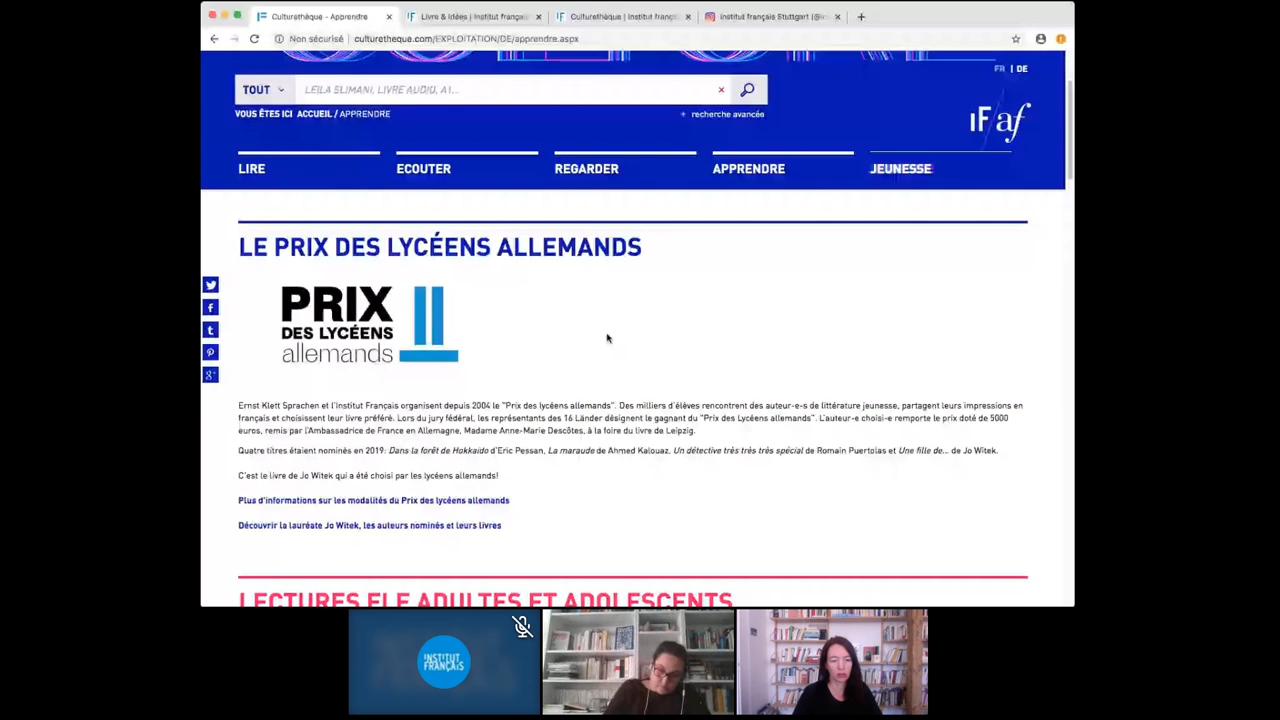 Culturethèque - Apprendre
Livre & Idées | Institut français
Culturethèque | Institut français
Institut français Stuttgart
Non sécurisé
culturetheque.com/EXPLOITATION/DE/apprendre.aspx
FR | DE
TOUT
LEILA SLIMANI, LIVRE AUDIO, A1...
VOUS ÊTES ICI ACCUEIL / APPRENDRE
+ recherche avancée
IF/af
LIRE
ECOUTER
REGARDER
APPRENDRE
JEUNESSE
LE PRIX DES LYCÉENS ALLEMANDS
PRIX
DES LYCÉENS
allemands
Ernst Klett Sprachen et l'Institut Français organisent depuis 2004 le "Prix des lycéens allemands". Des milliers d'élèves rencontrent des auteur-e-s de littérature jeunesse, partagent leurs impressions en
français et choisissent leur livre préféré. Lors du jury fédéral, les représentants des 16 Länder désignent le gagnant du "Prix des Lycéens allemands". L'auteur-e choisi-e remporte le prix doté de 5000
euros, remis par l'Ambassadrice de France en Allemagne, Madame Anne-Marie Descôtes, à la foire du livre de Leipzig.
Quatre titres étaient nominés en 2019: Dans la forêt de Hokkaido d'Eric Pessan, La maraude de Ahmed Kalouaz, Un détective très très très spécial de Romain Puertolas et Une fille de... de Jo Witek.
C'est le livre de Jo Witek qui a été choisi par les lycéens allemands!
Plus d'informations sur les modalités du Prix des lycéens allemands
Découvrir la lauréate Jo Witek, les auteurs nominés et leurs livres
LECTURES FLE ADULTES ET ADOLESCENTS
INSTITUT
FRANÇAIS